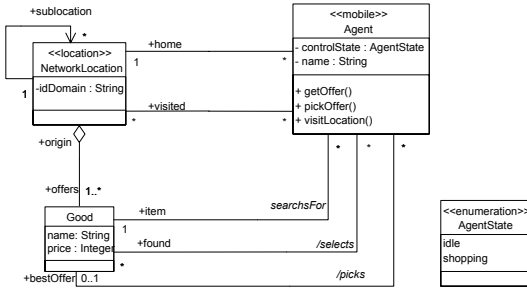 +sublocation
*
<<location>>
NetworkLocation
-idDomain : String
1
+home
1
*
+visited
*
*
<<mobile>>
Agent
- controlState : AgentState
- name : String
+ getOffer()
+ pickOffer()
+ visitLocation()
+origin
+offers
1..*
Good
name: String
price : Integer
+item
1
searchsFor
*
+found
*
/selects
*
+bestOffer
0..1
/picks
*
<<enumeration>>
AgentState
idle
shopping